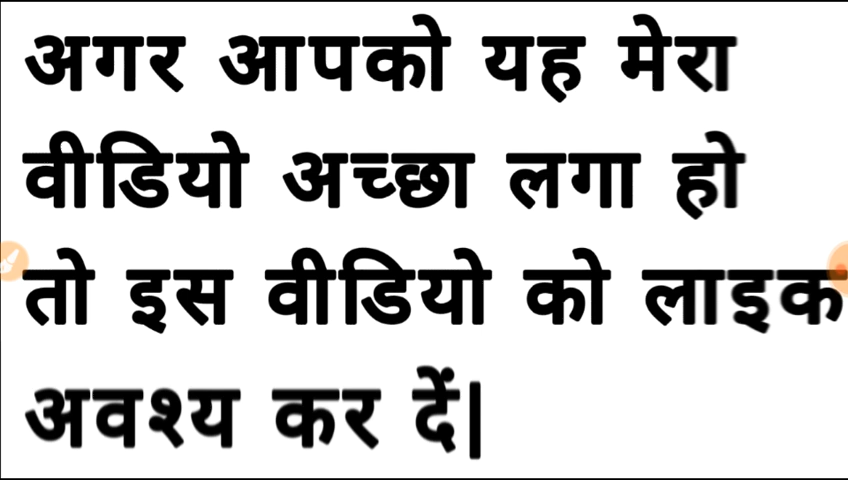 अगर आपको यह मेरा
वीडियो अच्छा लगा हो
तो इस वीडियो को लाइक
अवश्य कर दें|